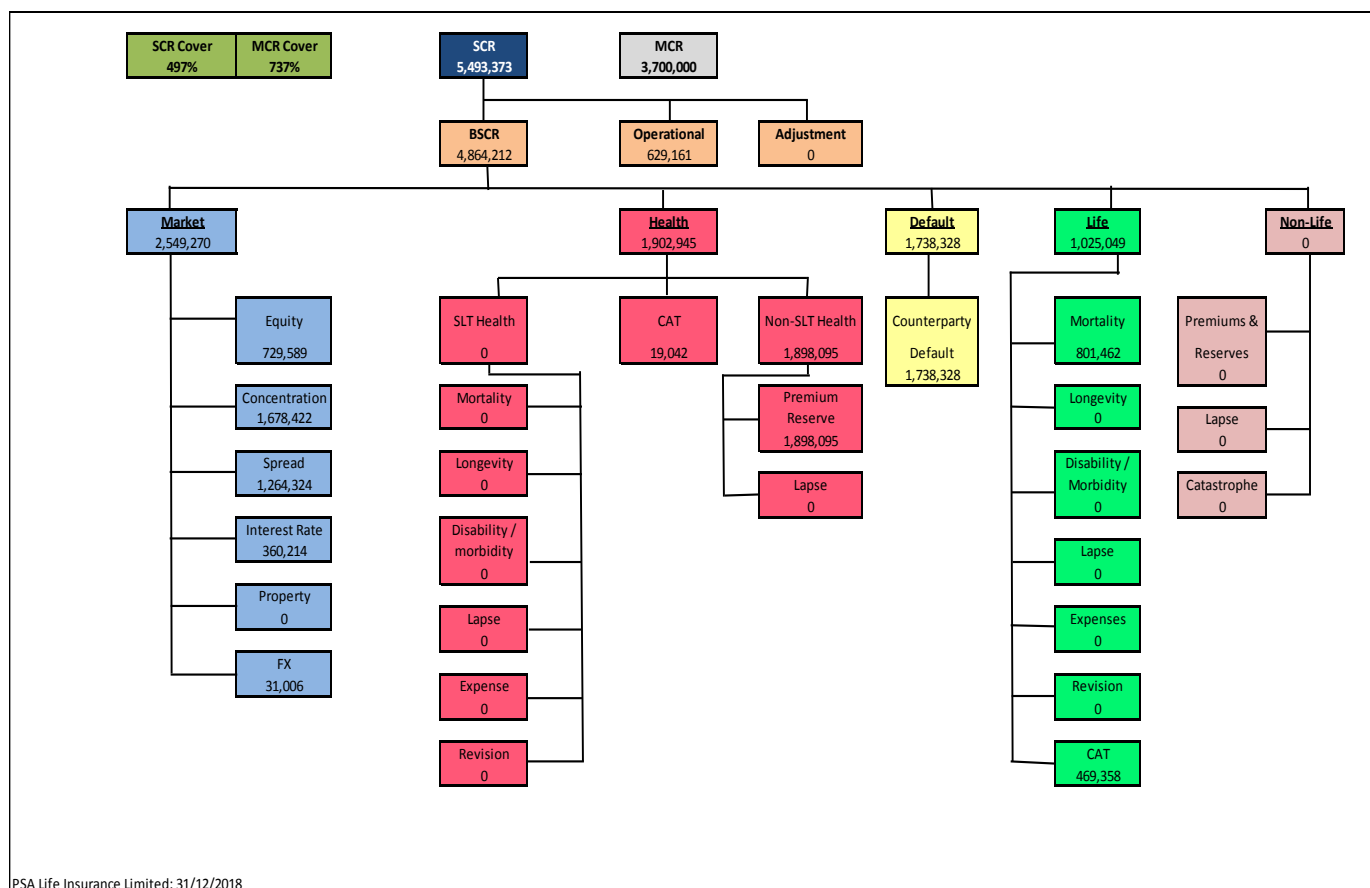 SCR Cover
497%
MCR Cover
737%
SCR
5,493,373
MCR
3,700,000
BSCR
4,864,212
Operational
629,161
Adjustment
0
Market
2,549,270
Health
1,902,945
Default
1,738,328
Life
1,025,049
Non-Life
0
Equity
729,589
Concentration
1,678,422
Spread
1,264,324
Interest Rate
360,214
Property
0
FX
31,006
SLT Health
0
Mortality
0
Longevity
0
Disability /
morbidity
0
Lapse
0
Expense
0
Revision
0
CAT
19,042
Non-SLT Health
1,898,095
Premium
Reserve
1,898,095
Lapse
0
Counterparty
Default
1,738,328
Mortality
801,462
Longevity
0
Disability /
Morbidity
0
Lapse
0
Expenses
0
Revision
0
CAT
469,358
Premiums &
Reserves
0
Lapse
0
Catastrophe
0
PSA Life Insurance Limited: 31/12/2018